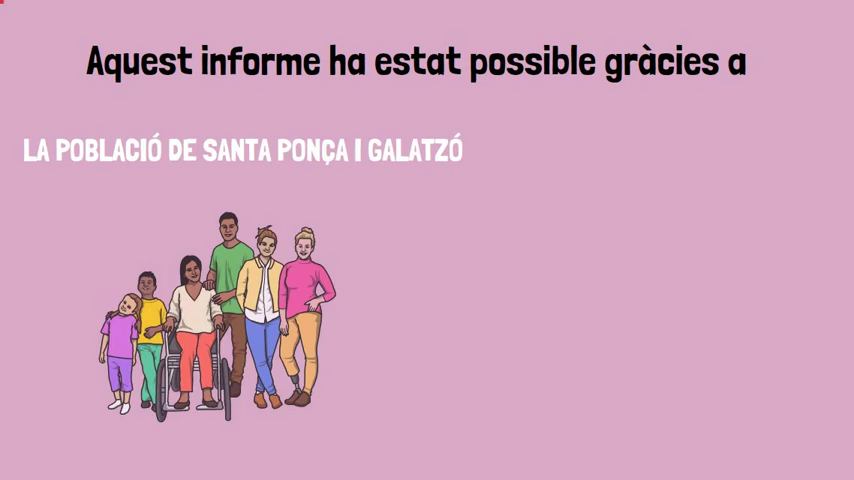 Aquest informe ha estat possible gràcies a
LA POBLACIÓ DE SANTA PONÇA I GALATZÓ